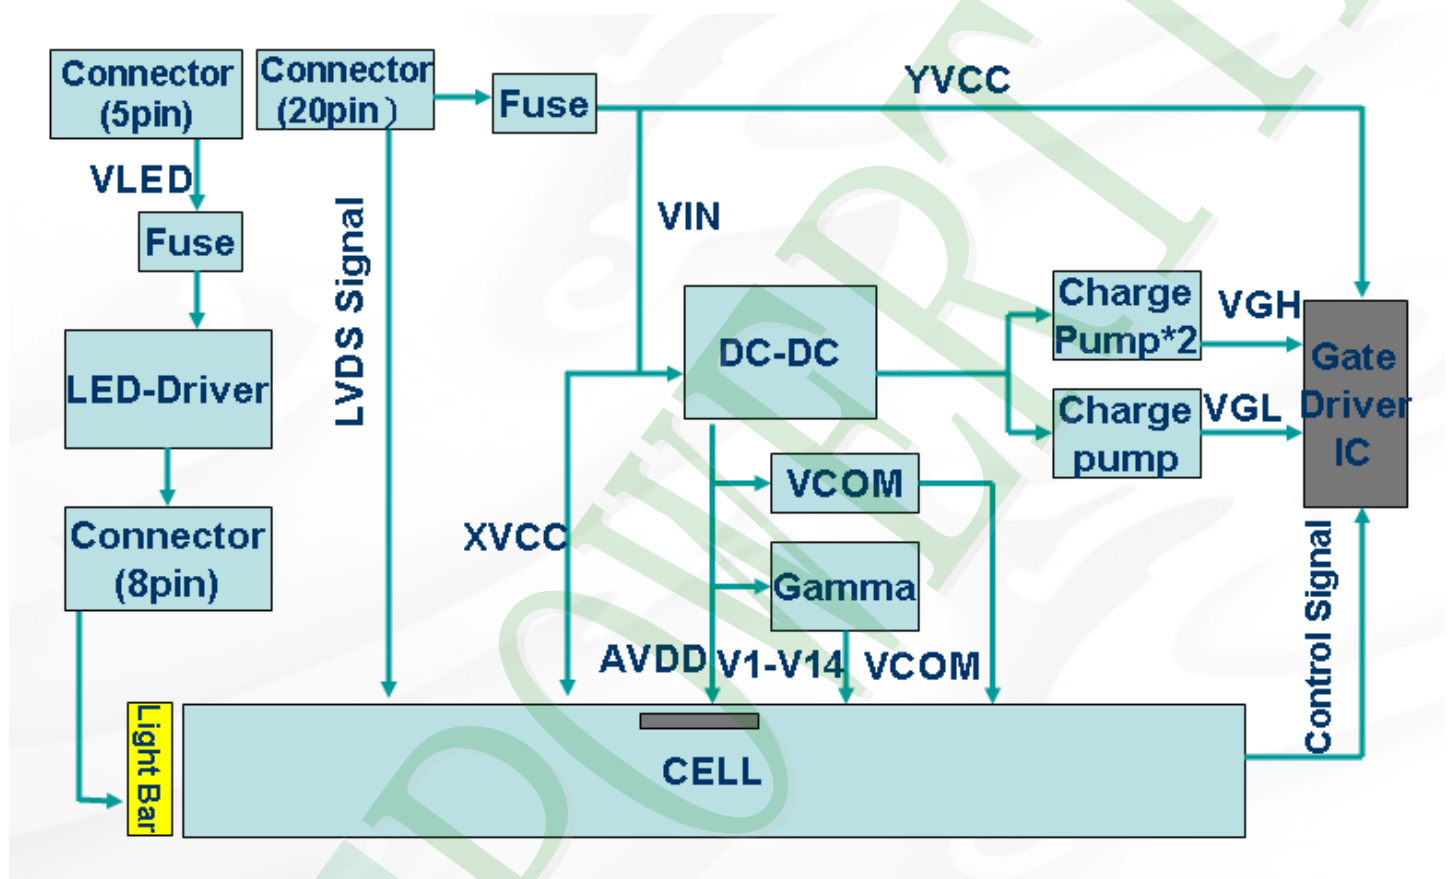 Connector
(5pin)
Connector
(20pin）
Fuse
YVCC
VLED
Fuse
LVDS Signal
VIN
LED-Driver
DC-DC
Charge
Pump*2
VGH
Charge
pump
VGL
Gate
Driver
IC
Connector
(8pin)
XVCC
VCOM
Gamma
AVDD
V1-V14
VCOM
Control Signal
Light Bar
CELL